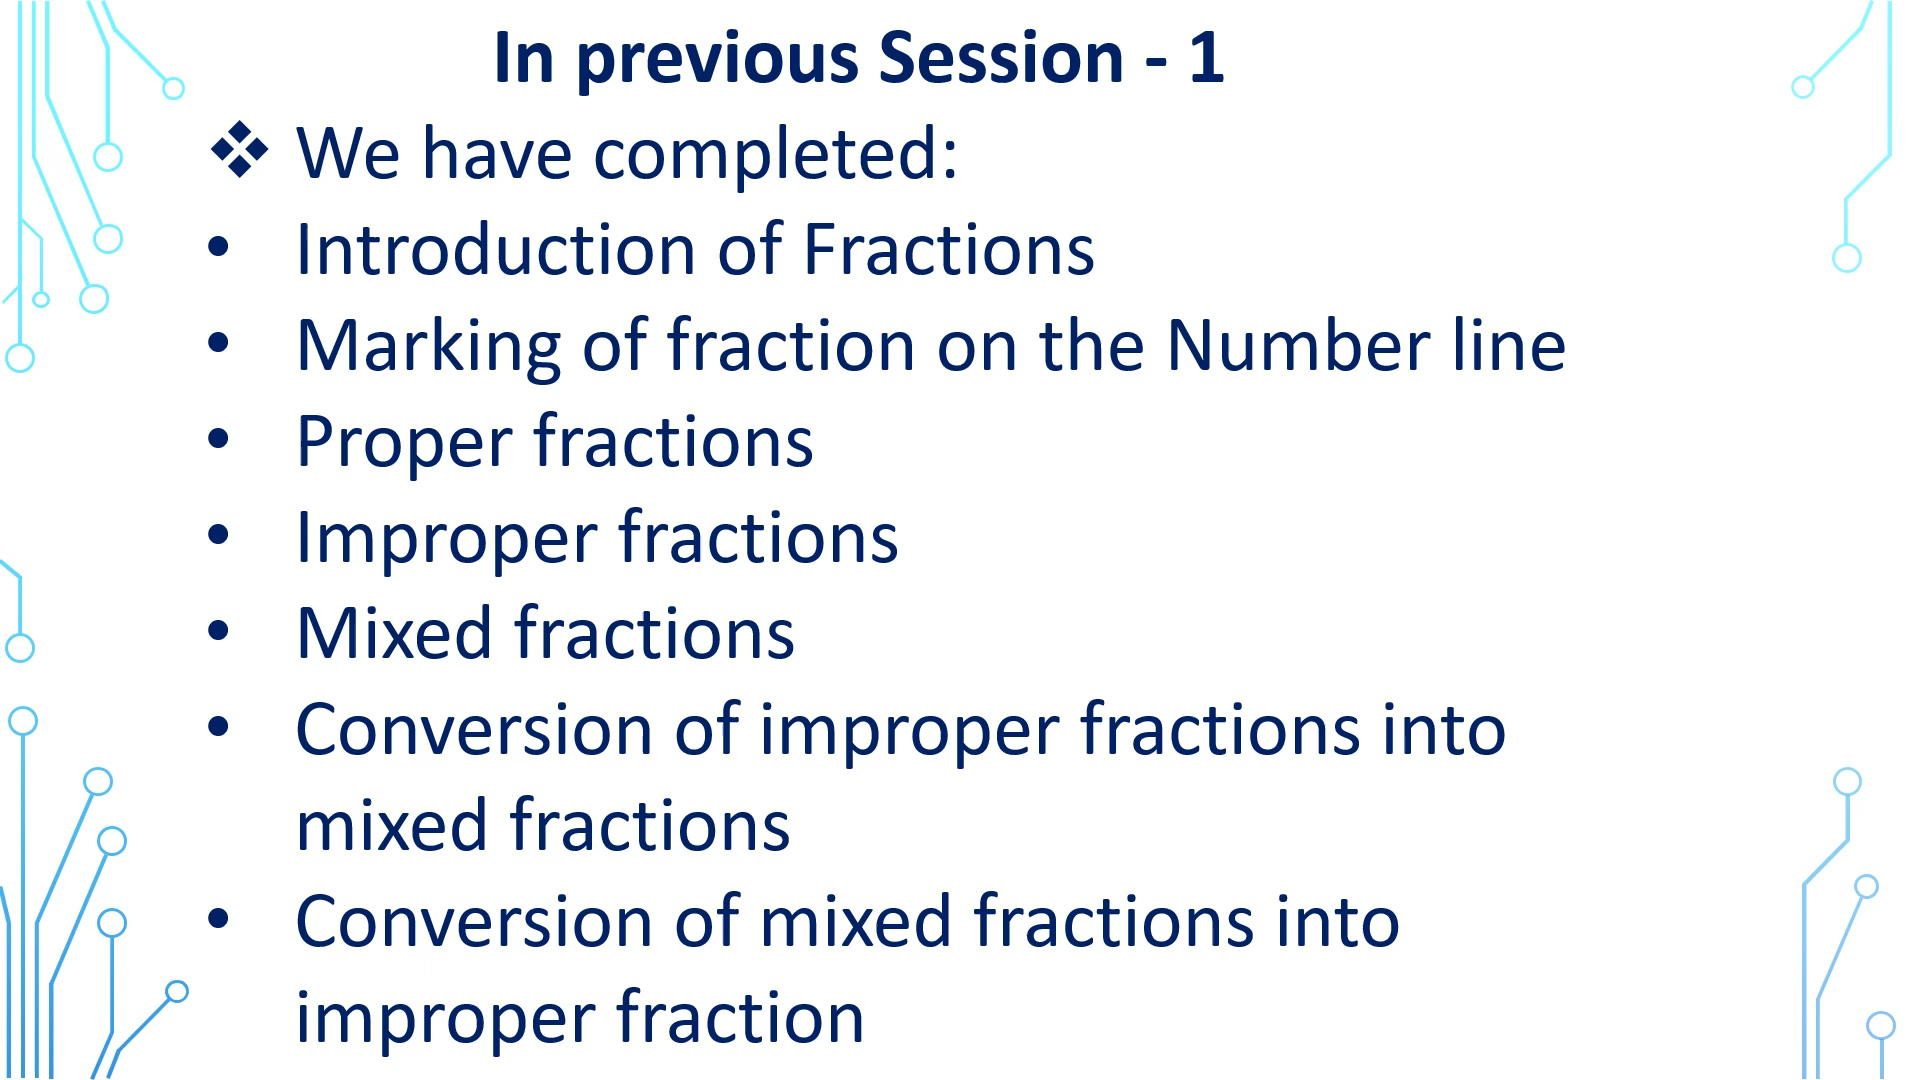 In previous Session - 1
❖ We have completed:
• Introduction of Fractions
• Marking of fraction on the Number line
• Proper fractions
• Improper fractions
• Mixed fractions
• Conversion of improper fractions into
mixed fractions
• Conversion of mixed fractions into
improper fraction